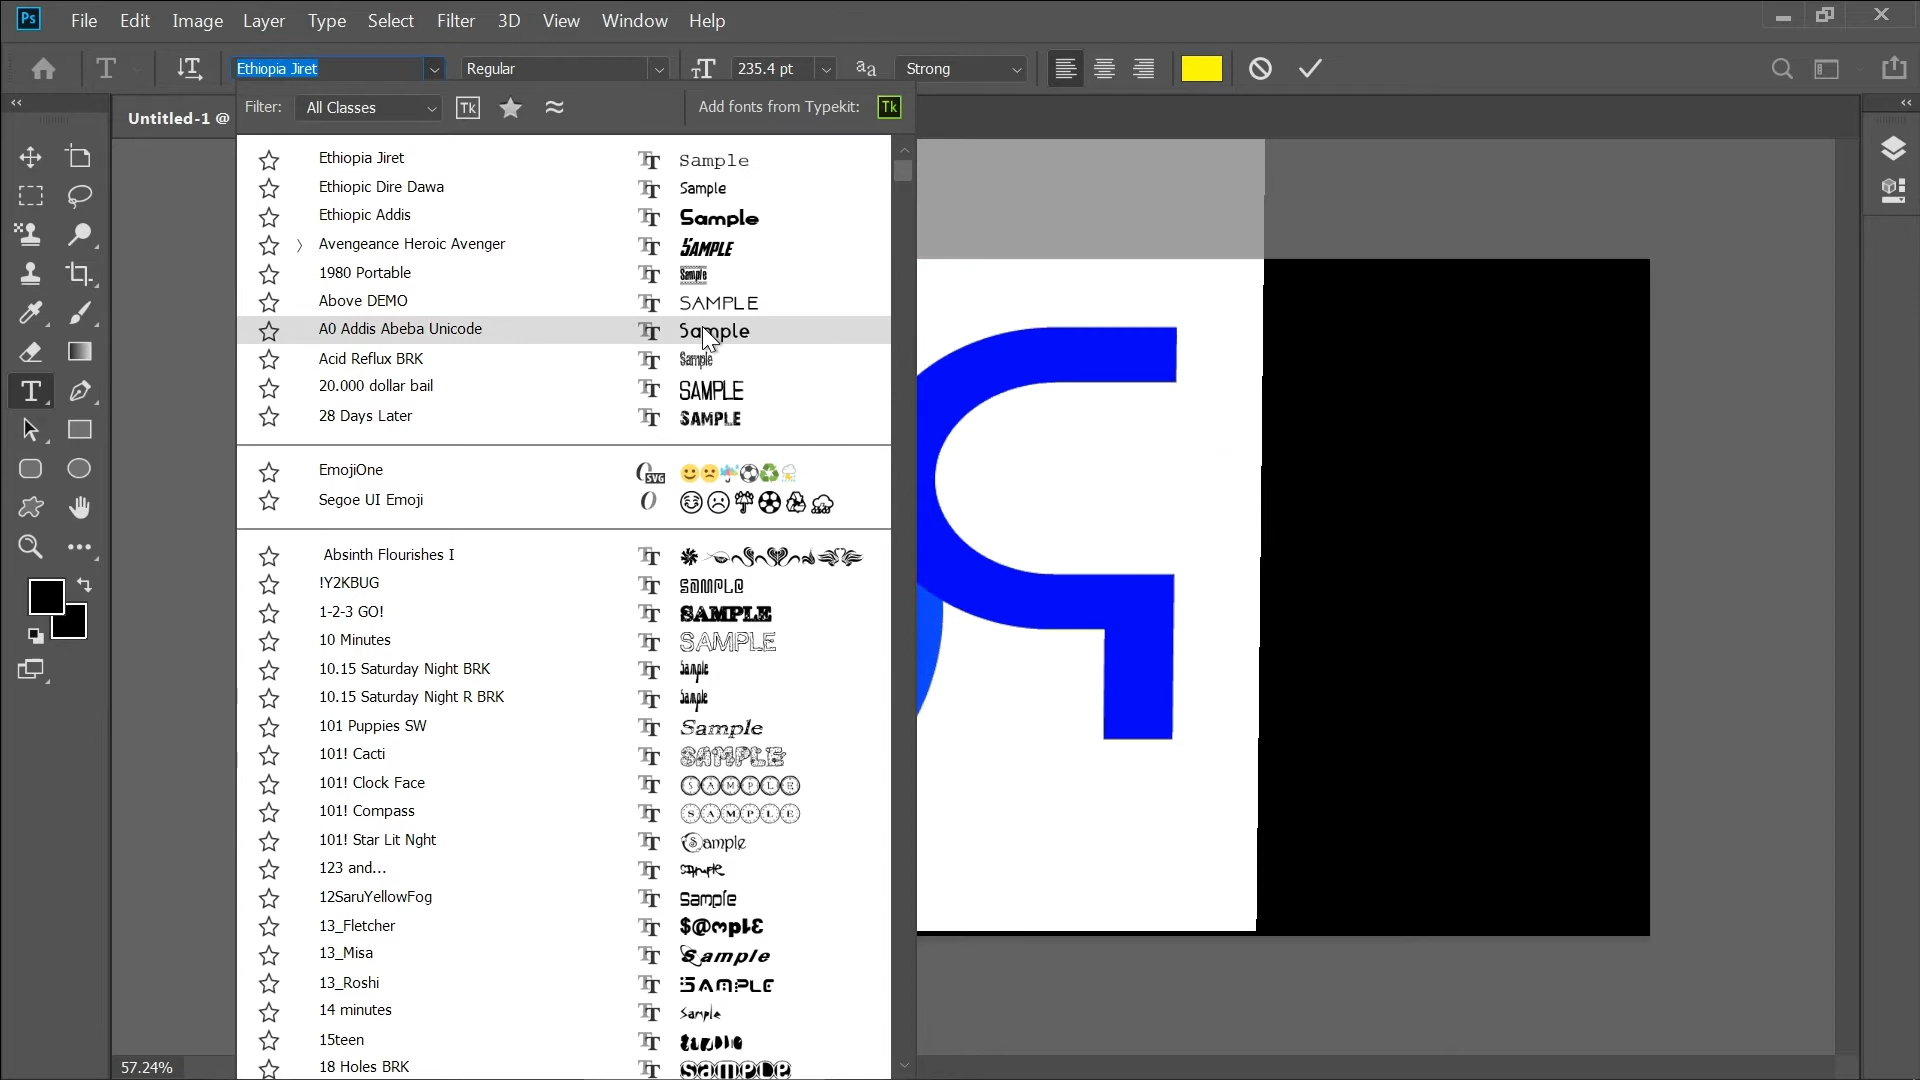 Ps File Edit Image Layer Type Select Filter 3D View Window Help
Ethiopia Jiret Regular 235.4 pt aa Strong
Filter: All Classes Tk Add fonts from Typekit: Tk
Untitled-1 @
Ethiopia Jiret Sample
Ethiopic Dire Dawa Sample
Ethiopic Addis Sample
Avengeance Heroic Avenger SAMPLE
1980 Portable Sample
Above DEMO SAMPLE
A0 Addis Abeba Unicode Sample
Acid Reflux BRK Sample
20.000 dollar bail SAMPLE
28 Days Later SAMPLE
EmojiOne
Segoe UI Emoji
Absinth Flourishes I
!Y2KBUG SAMPLE
1-2-3 GO! SAMPLE
10 Minutes SAMPLE
10.15 Saturday Night BRK Sample
10.15 Saturday Night R BRK Sample
101 Puppies SW Sample
101! Cacti SAMPLE
101! Clock Face SAMPLE
101! Compass SAMPLE
101! Star Lit Nght Sample
123 and... sample
12SaruYellowFog Sample
13_Fletcher $@mplE
13_Misa Sample
13_Roshi SAMPLE
14 minutes Sample
15teen
18 Holes BRK sample
57.24%